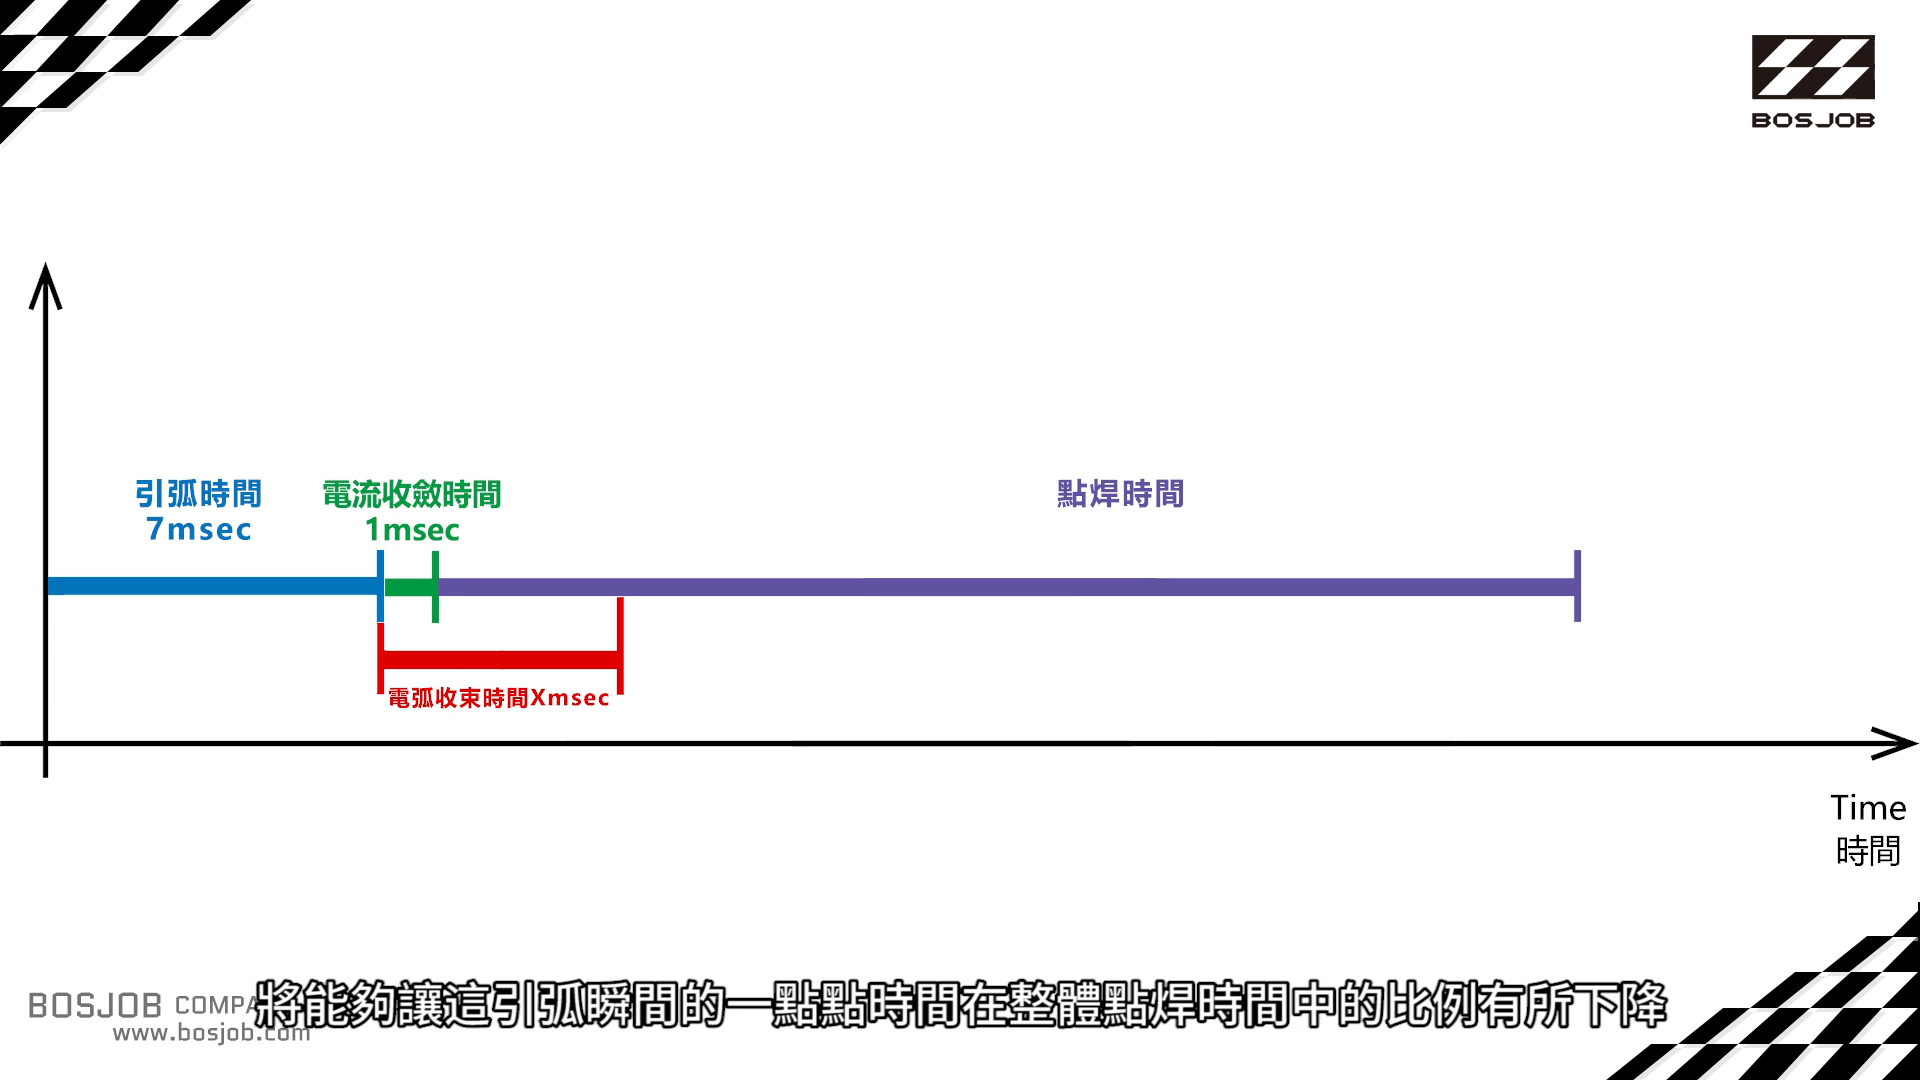 BOSJOB
引弧時間
7msec
電流收斂時間
1msec
點焊時間
電弧收束時間Xmsec
Time
時間
BOSJOB COMPA
www.bosjob.com
將能夠讓這引弧瞬間的一點點時間在整體點焊時間中的比例有所下降